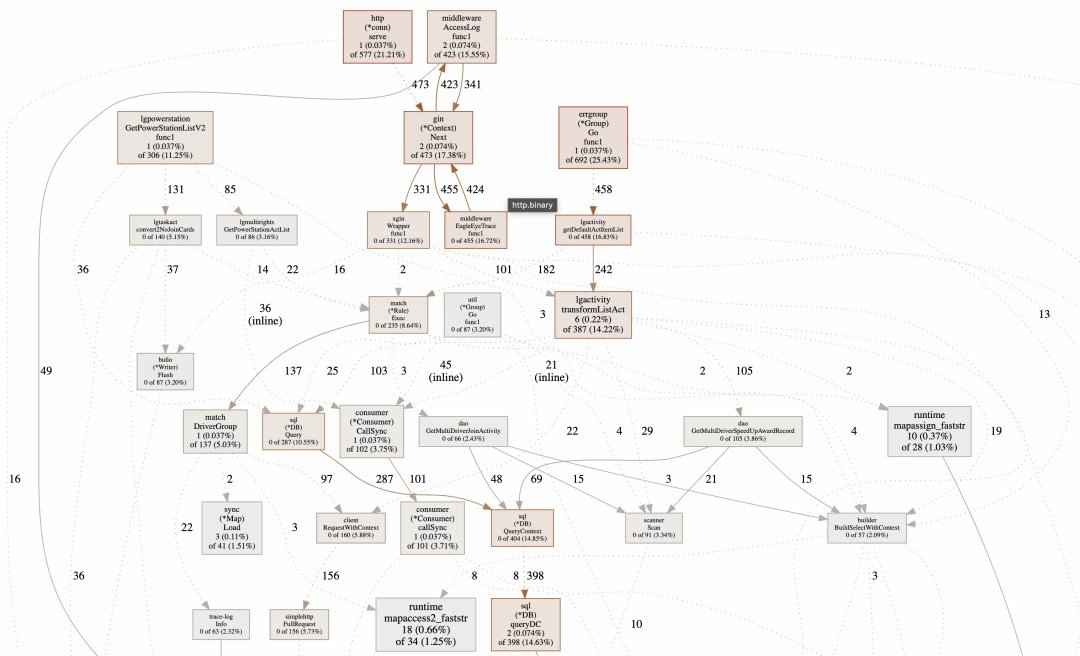 http
(*conn)
serve
1 (0.037%)
of 577 (21.21%)
middleware
AccessLog
func1
2 (0.074%)
of 423 (15.55%)
473
423
341
lgpowerstation
GetPowerStationListV2
func1
1 (0.037%)
of 306 (11.25%)
gin
(*Context)
Next
2 (0.074%)
of 473 (17.38%)
errgroup
(*Group)
Go
func1
1 (0.037%)
of 692 (25.43%)
131
85
331
455
424
458
http.binary
lgtaskact
convert2NoJoinCards
0 of 140 (5.15%)
lgmultirights
GetPowerStationActList
0 of 86 (3.16%)
xgin
Wrapper
func1
0 of 331 (12.16%)
middleware
EagleEyeTrace
func1
0 of 455 (16.72%)
lgactivity
getDefaultActItemList
0 of 458 (16.83%)
36
37
14
22
16
2
101
182
242
36
(inline)
match
(*Rule)
Exec
0 of 235 (8.64%)
util
(*Group)
Go
func1
0 of 87 (3.20%)
3
lgactivity
transformListAct
6 (0.22%)
of 387 (14.22%)
13
bufio
(*Writer)
Flush
0 of 87 (3.20%)
49
137
25
103
3
45
(inline)
21
(inline)
2
105
2
match
DriverGroup
1 (0.037%)
of 137 (5.03%)
sql
(*DB)
Query
0 of 287 (10.55%)
consumer
(*Consumer)
CallSync
1 (0.037%)
of 102 (3.75%)
dao
GetMultiDriverJoinActivity
0 of 66 (2.43%)
22
4
29
dao
GetMultiDriverSpeedUpAwardRecord
0 of 105 (3.86%)
4
runtime
mapassign_faststr
10 (0.37%)
of 28 (1.03%)
19
16
2
97
287
101
48
69
15
3
21
15
22
sync
(*Map)
Load
3 (0.11%)
of 41 (1.51%)
3
client
RequestWithContext
0 of 160 (5.88%)
consumer
(*Consumer)
callSync
1 (0.037%)
of 101 (3.71%)
sql
(*DB)
QueryContext
0 of 404 (14.85%)
scanner
Scan
0 of 91 (3.34%)
builder
BuildSelectWithContext
0 of 57 (2.09%)
36
156
8
8
398
3
trace-log
Info
0 of 63 (2.32%)
simplehttp
FullRequest
0 of 156 (5.73%)
runtime
mapaccess2_faststr
18 (0.66%)
of 34 (1.25%)
sql
(*DB)
queryDC
2 (0.074%)
of 398 (14.63%)
10